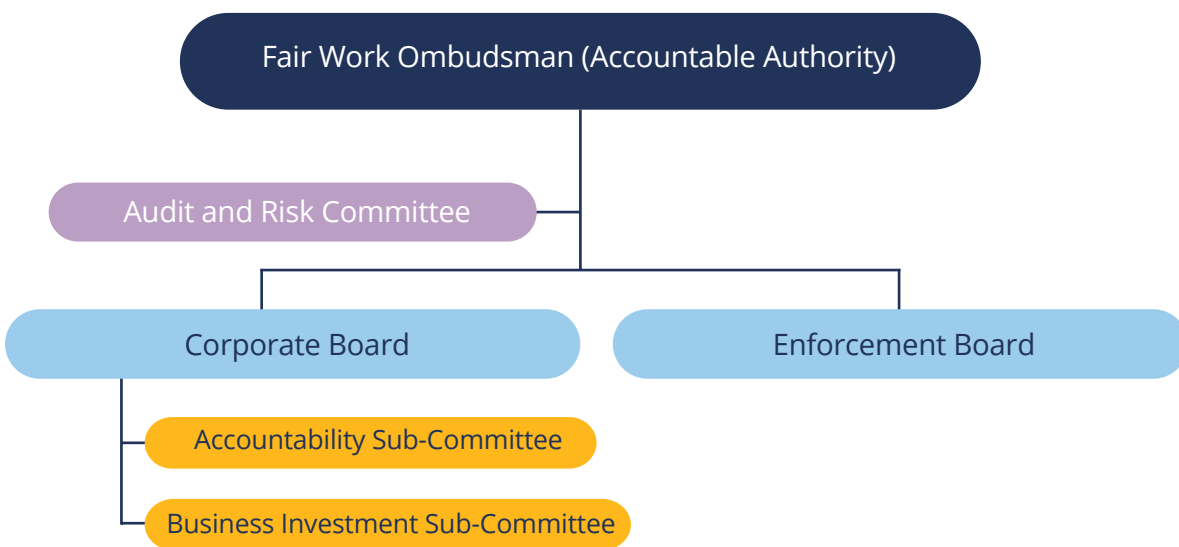 Fair Work Ombudsman (Accountable Authority)
Audit and Risk Committee
Corporate Board
Enforcement Board
Accountability Sub-Committee
Business Investment Sub-Committee